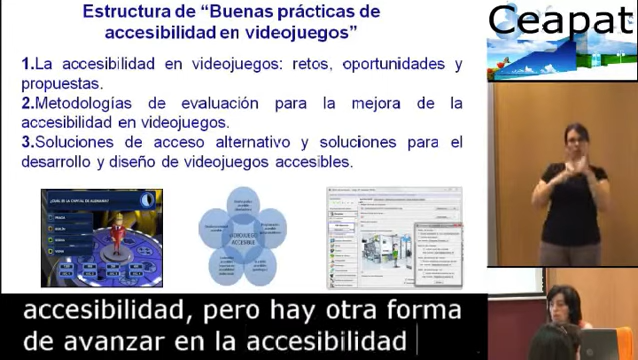 Estructura de “Buenas prácticas de
accesibilidad en videojuegos”
1.La accesibilidad en videojuegos: retos, oportunidades y
propuestas.
2.Metodologías de evaluación para la mejora de la
accesibilidad en videojuegos.
3.Soluciones de acceso alternativo y soluciones para el
desarrollo y diseño de videojuegos accesibles.
Ceapat
VIDEOJUEGO
ACCESIBLE
accesibilidad, pero hay otra forma
de avanzar en la accesibilidad